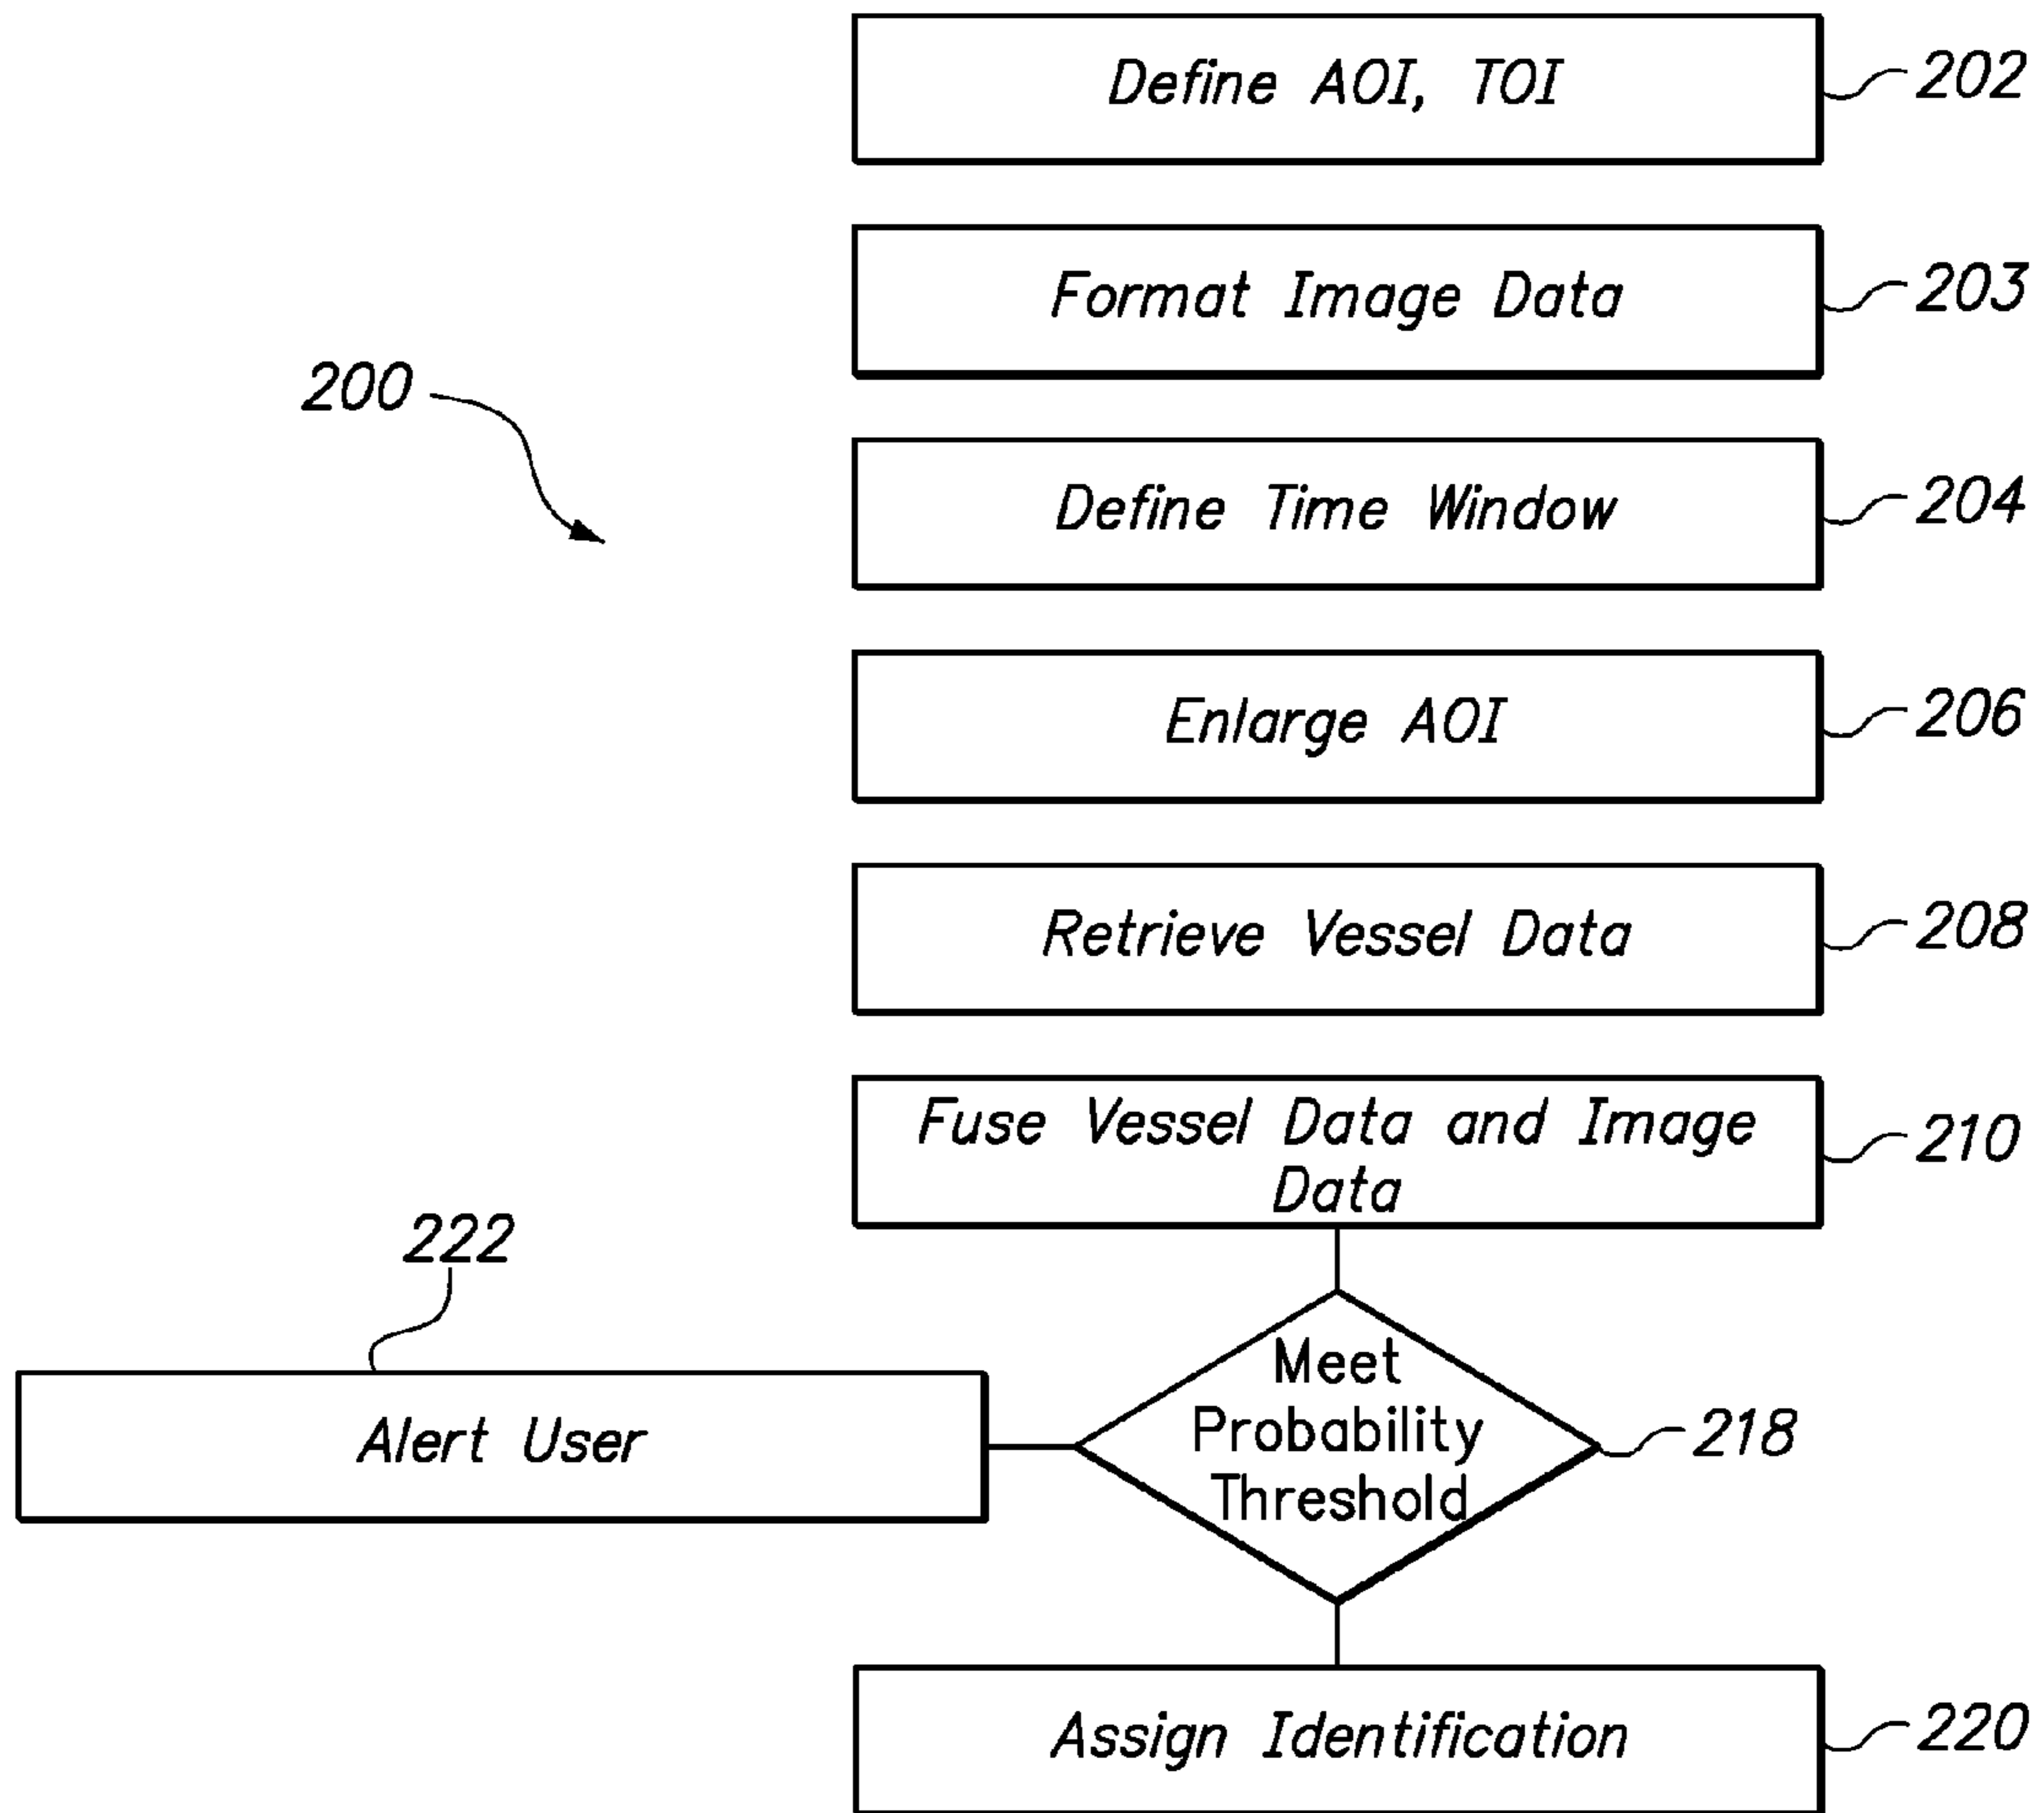 Define AOI, TOI
202
Format Image Data
203
200
Define Time Window
204
Enlarge AOI
206
Retrieve Vessel Data
208
Fuse Vessel Data and Image
Data
210
222
Alert User
Meet
Probability
Threshold
218
Assign Identification
220